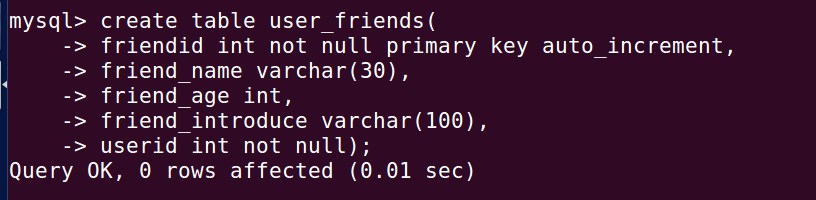 mysql> create table user_friends(
    -> friendid int not null primary key auto_increment,
    -> friend_name varchar(30),
    -> friend_age int,
    -> friend_introduce varchar(100),
    -> userid int not null);
Query OK, 0 rows affected (0.01 sec)